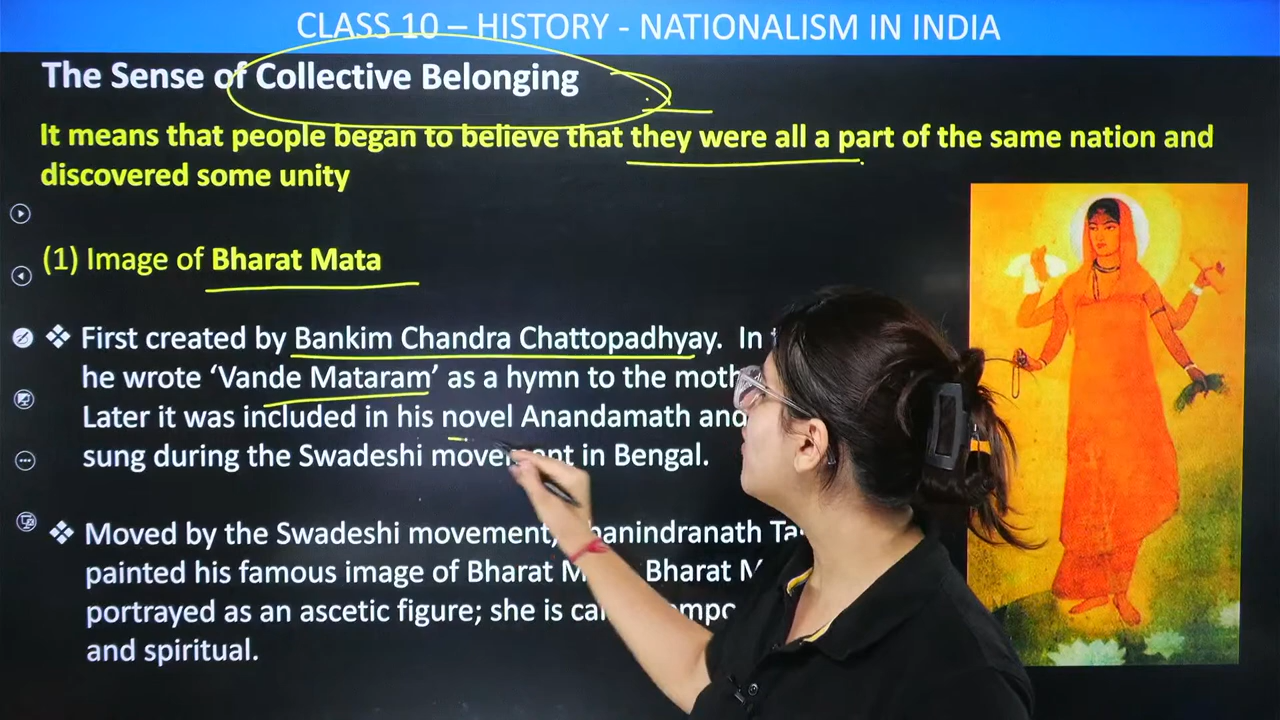 CLASS 10 – HISTORY - NATIONALISM IN INDIA
The Sense of Collective Belonging
It means that people began to believe that they were all a part of the same nation and
discovered some unity
(1) Image of Bharat Mata
❖ First created by Bankim Chandra Chattopadhyay. In
he wrote ‘Vande Mataram’ as a hymn to the
Later it was included in his novel Anandamath and
sung during the Swadeshi movement in Bengal.
❖ Moved by the Swadeshi movement,
painted his famous image of Bharat Bharat
portrayed as an ascetic figure; she is
and spiritual.